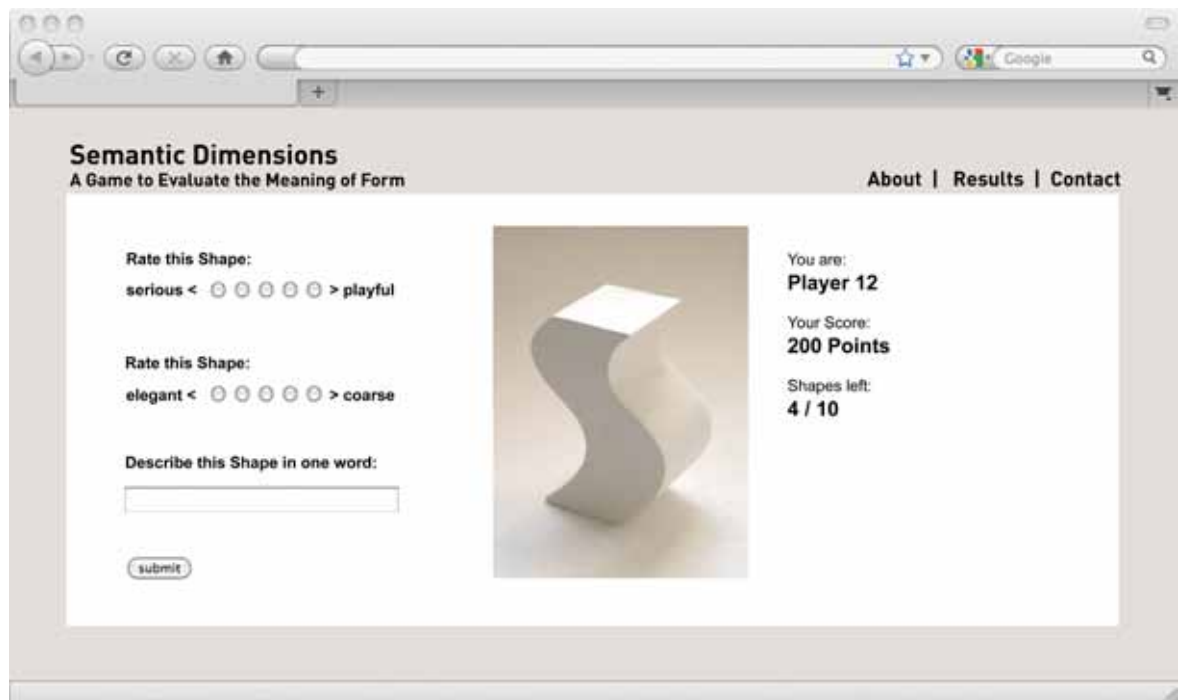 Google
+
Semantic Dimensions
A Game to Evaluate the Meaning of Form
About | Results | Contact
Rate this Shape:
serious < > playful
Rate this Shape:
elegant < > coarse
Describe this Shape in one word:
submit
You are:
Player 12
Your Score:
200 Points
Shapes left:
4 / 10